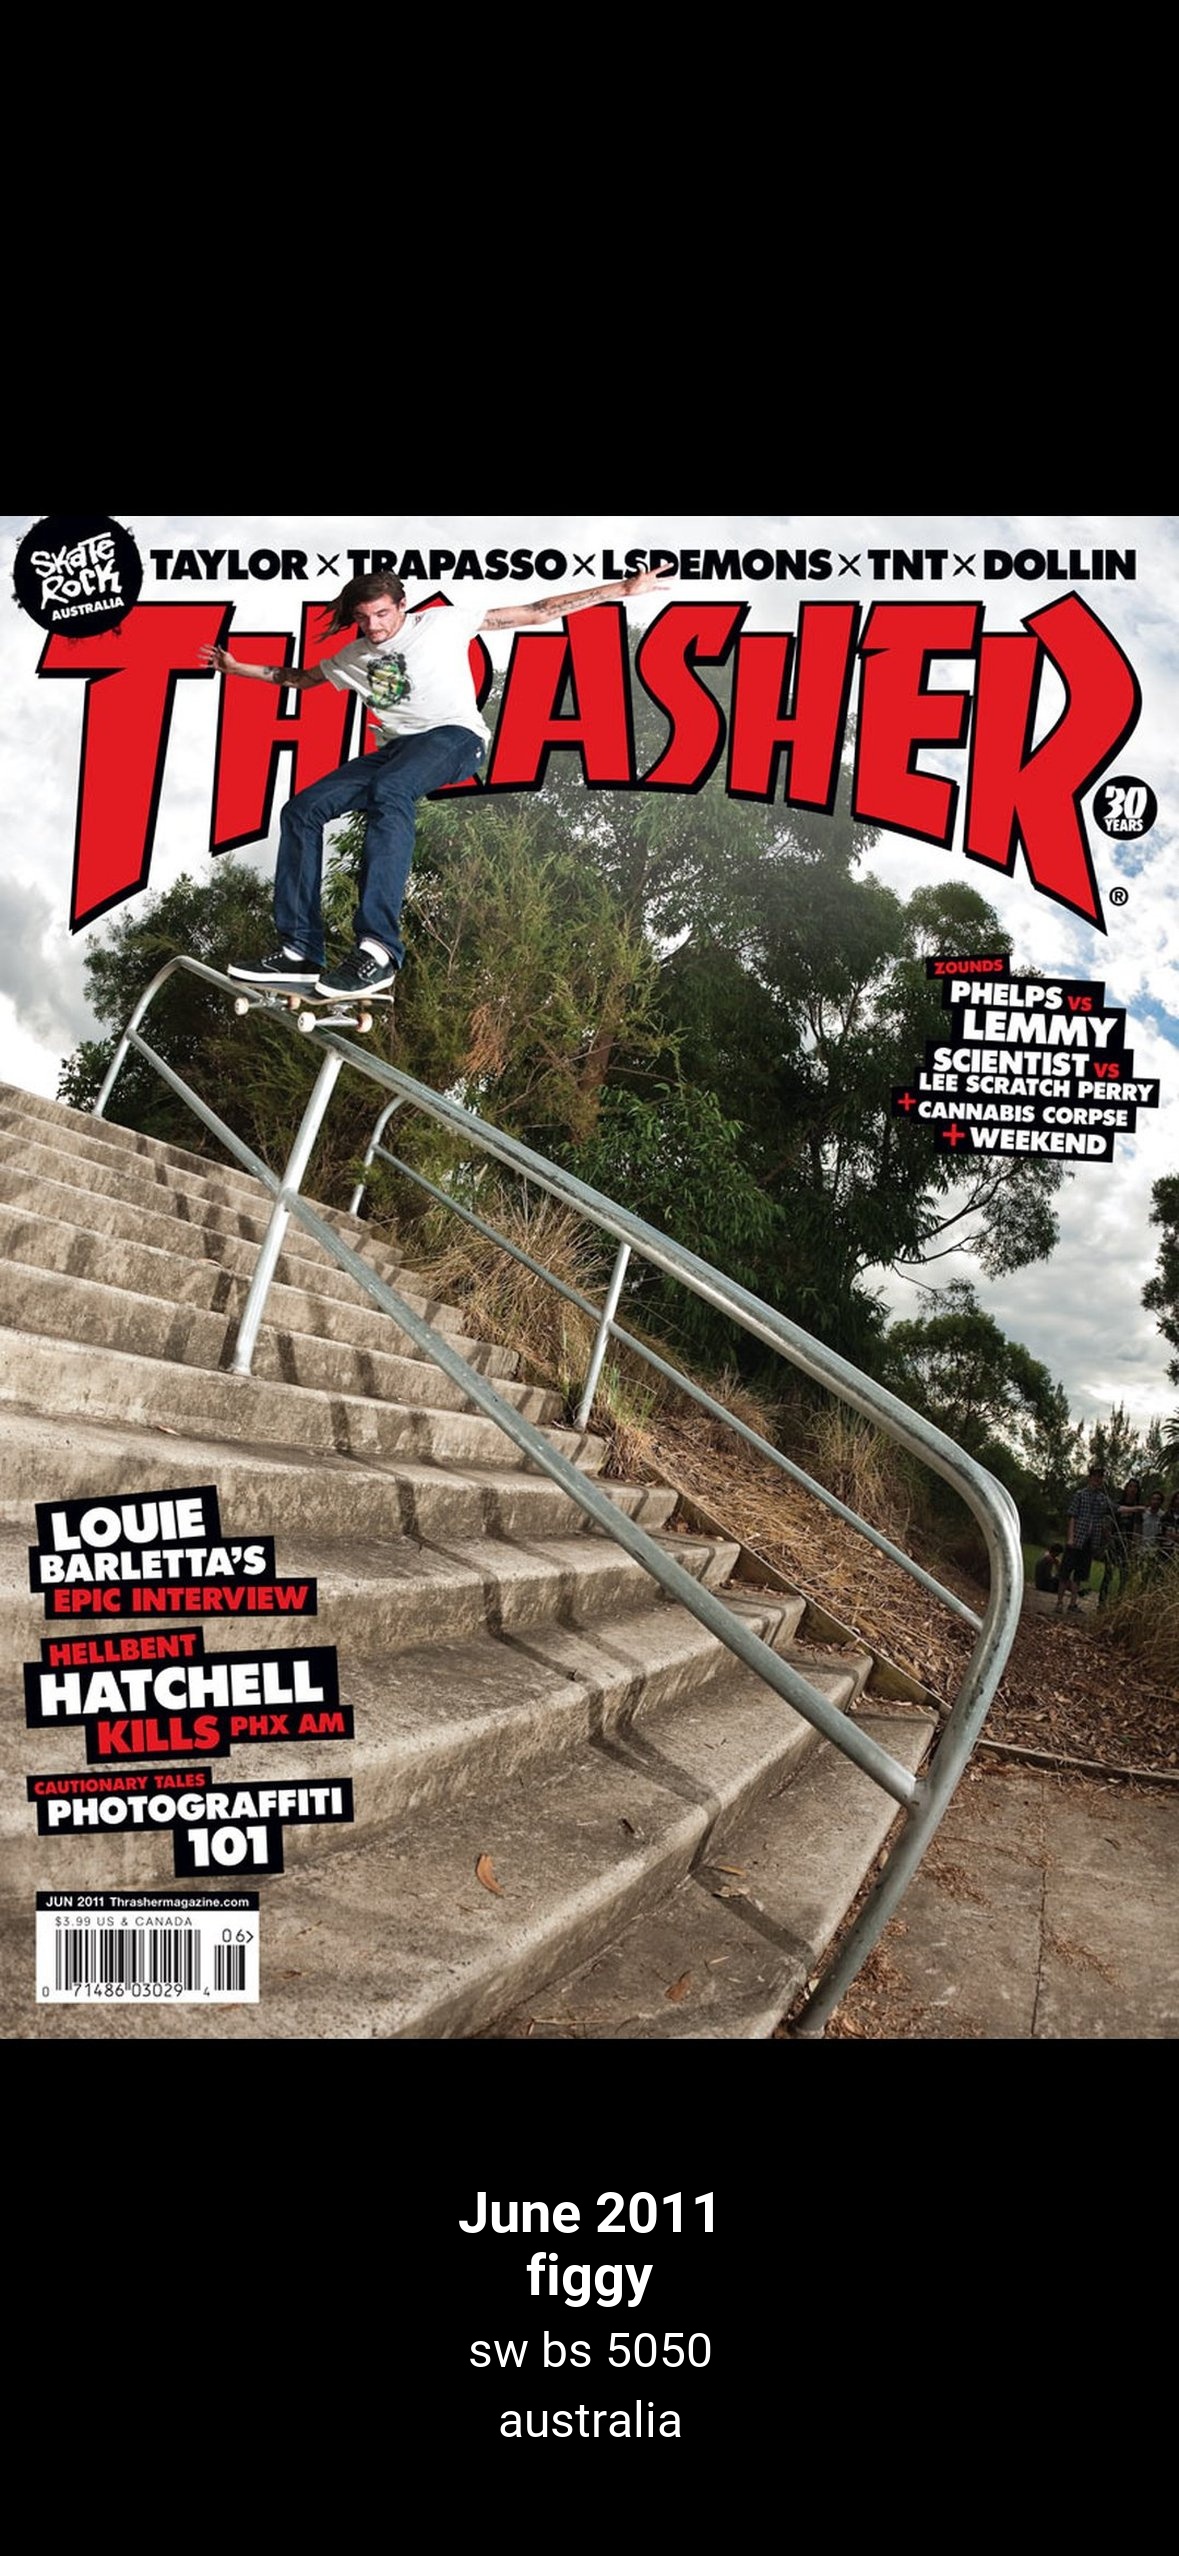 SKATE
ROCK
AUSTRALIA
TAYLOR × TRAPASSO × LSDEMONS × TNT × DOLLIN
THRASHER
'30
YEARS
®
ZOUNDS
PHELPS VS
LEMMY
SCIENTIST VS
LEE SCRATCH PERRY
+ CANNABIS CORPSE
+ WEEKEND
LOUIE
BARLETTA'S
EPIC INTERVIEW
HELLBENT
HATCHELL
KILLS PHX AM
CAUTIONARY TALES
PHOTOGRAFFITI
101
JUN 2011 Thrashermagazine.com
$3.99 US & CANADA
06>
0 71486 03029 4
June 2011
figgy
sw bs 5050
australia